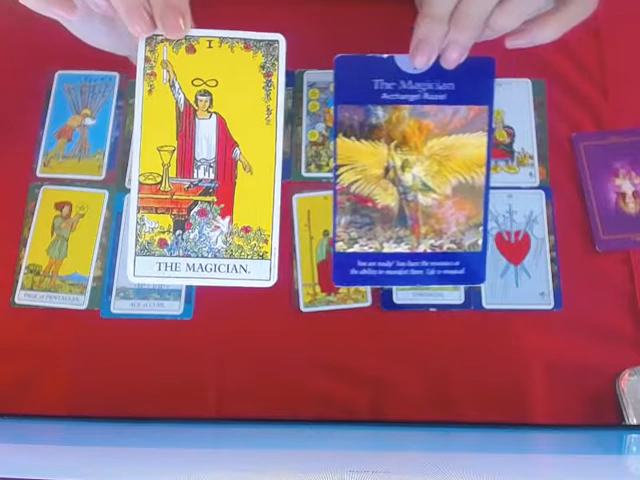 I
THE MAGICIAN.
The Magician
Archangel Raziel
You are ready! You have the resources or
the ability to manifest them. Life is magical.
PAGE of PENTACLES.
ACE of CUPS.